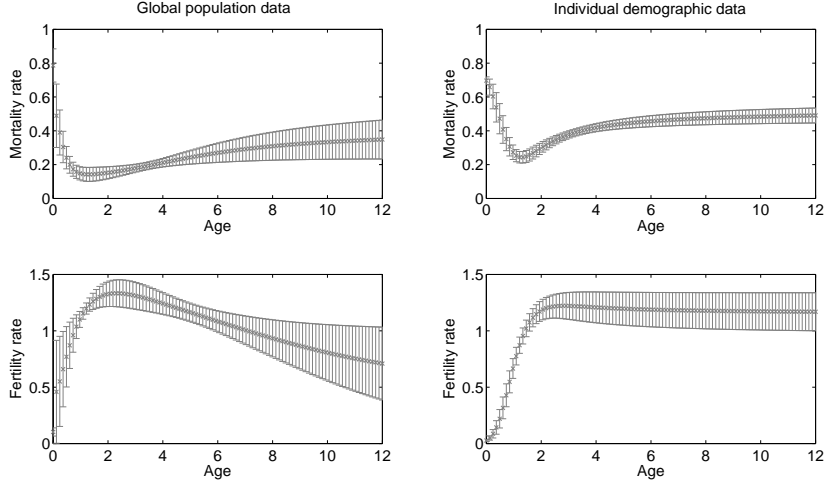 Global population data
Individual demographic data
Mortality rate
1
0.8
0.6
0.4
0.2
0
0 2 4 6 8 10 12
Age
Mortality rate
1
0.8
0.6
0.4
0.2
0
0 2 4 6 8 10 12
Age
Fertility rate
1.5
1
0.5
0
0 2 4 6 8 10 12
Age
Fertility rate
1.5
1
0.5
0
0 2 4 6 8 10 12
Age